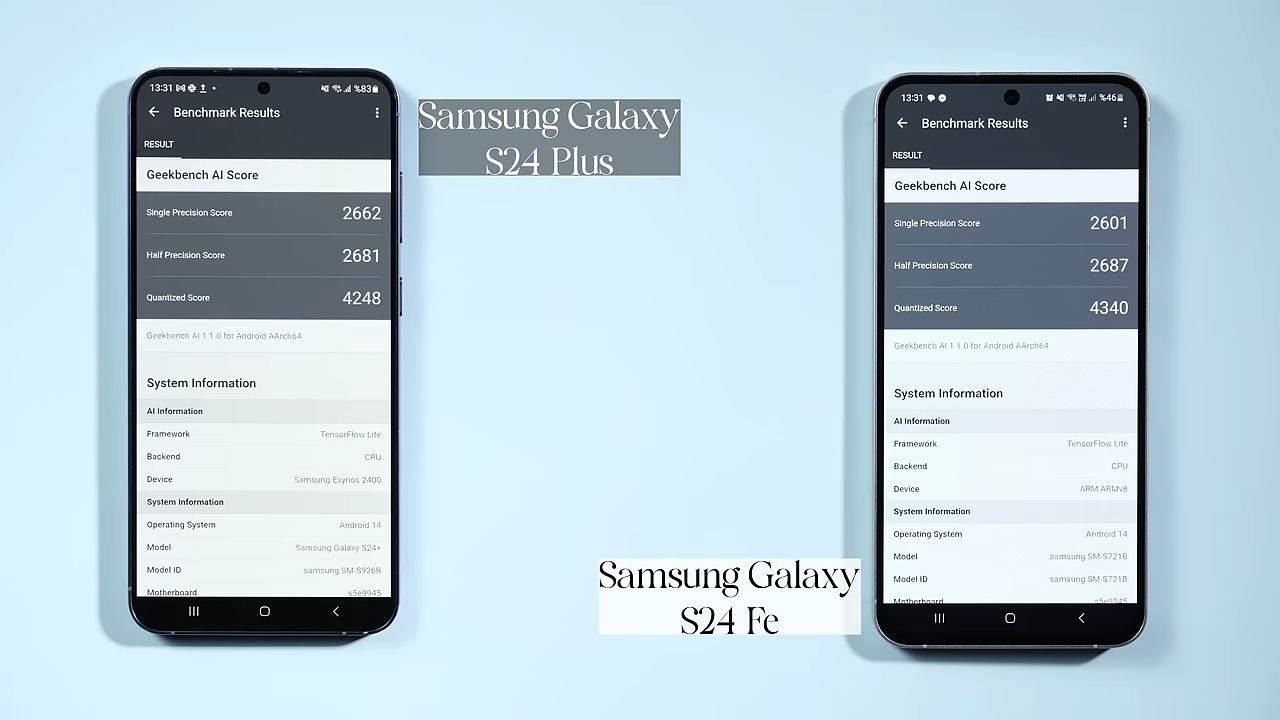 13:31 %83
Benchmark Results
RESULT
Geekbench AI Score
Single Precision Score 2662
Half Precision Score 2681
Quantized Score 4248
Geekbench AI 1.1.0 for Android AArch64
System Information
AI Information
Framework TensorFlow Lite
Backend CPU
Device Samsung Exynos 2400
System Information
Operating System Android 14
Model Samsung Galaxy S24+
Model ID samsung SM-S926B
Motherboard s5e9945
Samsung Galaxy
S24 Plus
Samsung Galaxy
S24 Fe
13:31 %46
Benchmark Results
RESULT
Geekbench AI Score
Single Precision Score 2601
Half Precision Score 2687
Quantized Score 4340
Geekbench AI 1.1.0 for Android AArch64
System Information
AI Information
Framework TensorFlow Lite
Backend CPU
Device ARM ARMv8
System Information
Operating System Android 14
Model samsung SM-S721B
Model ID samsung SM-S721B
Motherboard s5e9945